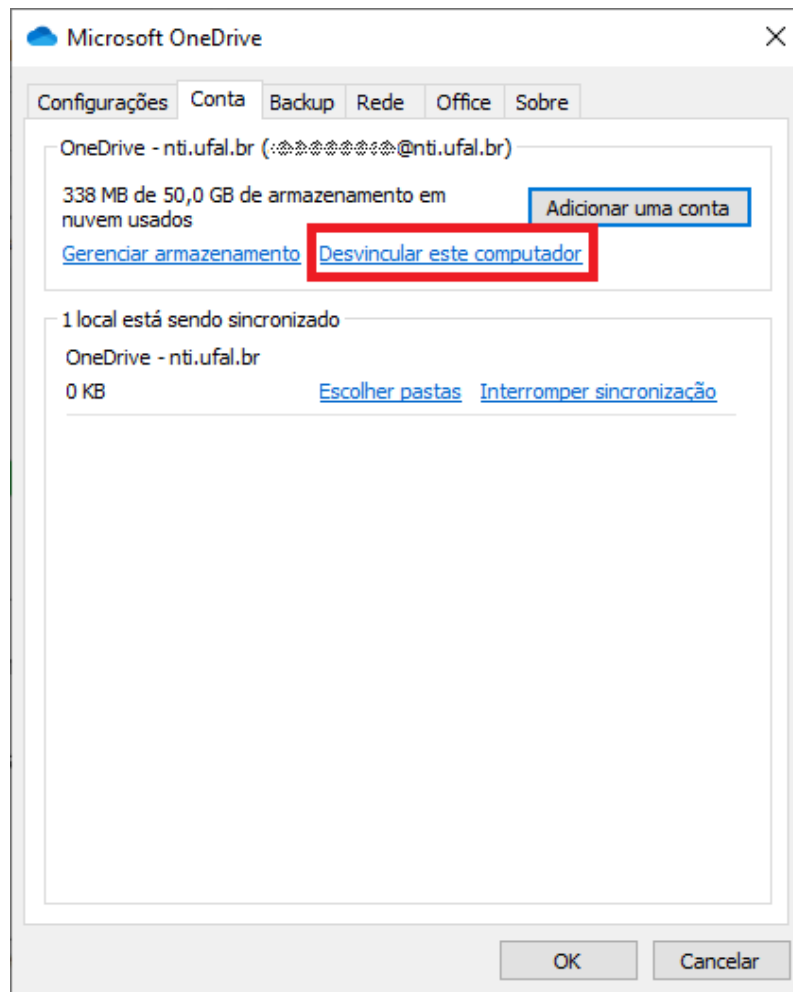 Microsoft OneDrive
Configurações Conta Backup Rede Office Sobre
OneDrive - nti.ufal.br (@nti.ufal.br)
338 MB de 50,0 GB de armazenamento em
nuvem usados
Adicionar uma conta
Gerenciar armazenamento Desvincular este computador
1 local está sendo sincronizado
OneDrive - nti.ufal.br
0 KB Escolher pastas Interromper sincronização
OK Cancelar